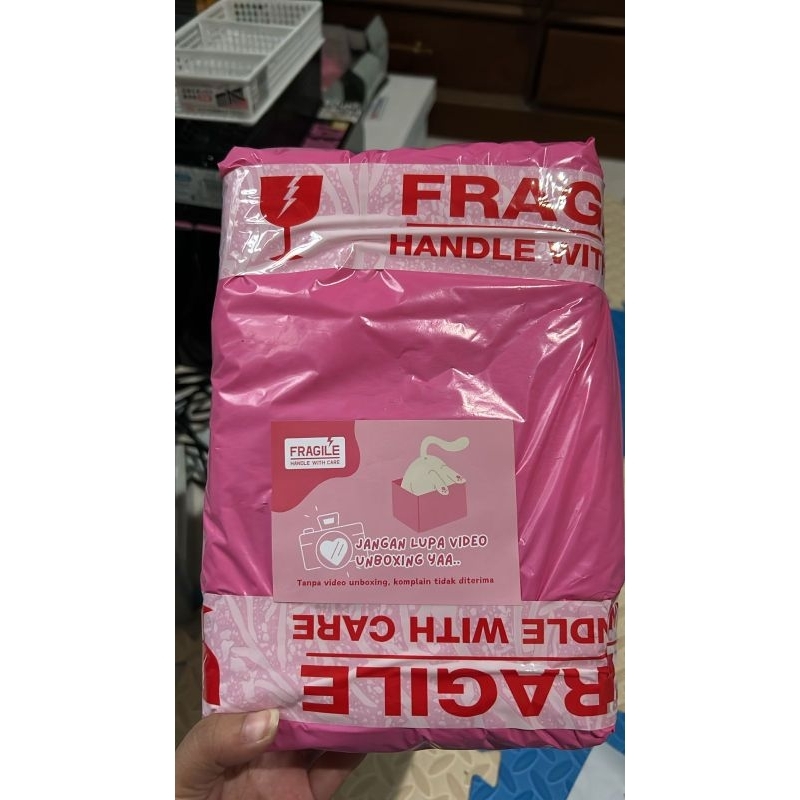 FRAG
HANDLE WIT
FRAGILE
HANDLE WITH CARE
JANGAN LUPA VIDEO
UNBOXING YAA..
Tanpa video unboxing, komplain tidak diterima
NDLE WITH CARE
RAGILE